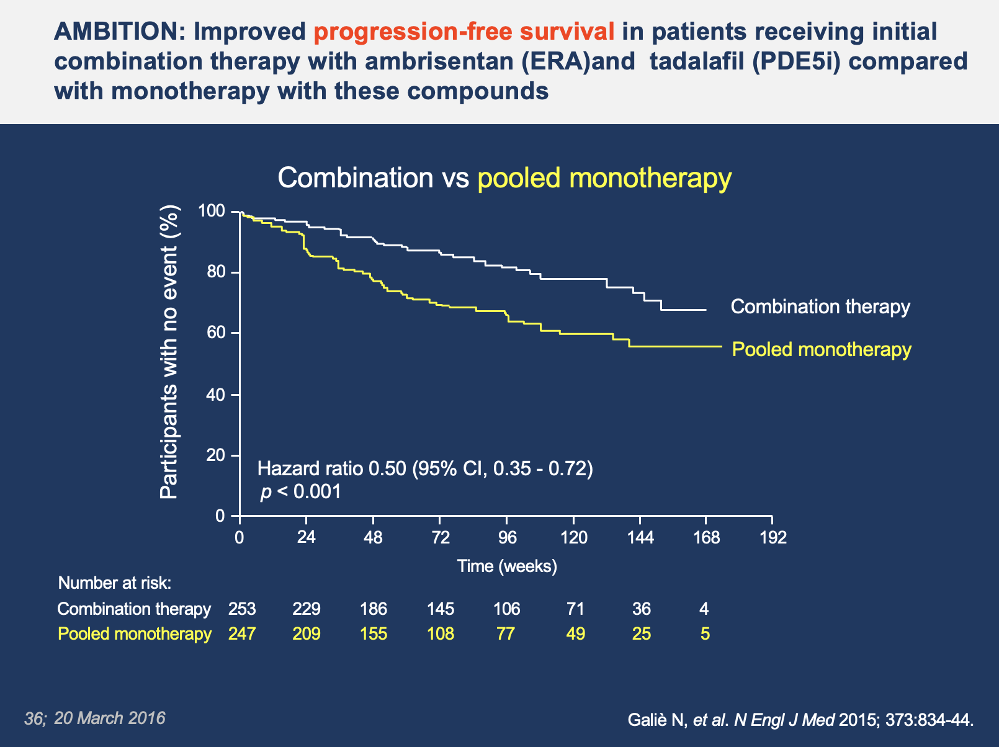 AMBITION: Improved progression-free survival in patients receiving initial
combination therapy with ambrisentan (ERA)and  tadalafil (PDE5i) compared
with monotherapy with these compounds
Combination vs pooled monotherapy
Participants with no event (%)
100
80
60
40
20
0
Combination therapy
Pooled monotherapy
Hazard ratio 0.50 (95% CI, 0.35 - 0.72)
p < 0.001
0 24 48 72 96 120 144 168 192
Time (weeks)
Number at risk:
Combination therapy 253 229 186 145 106 71 36 4
Pooled monotherapy 247 209 155 108 77 49 25 5
36; 20 March 2016
Galiè N, et al. N Engl J Med 2015; 373:834-44.